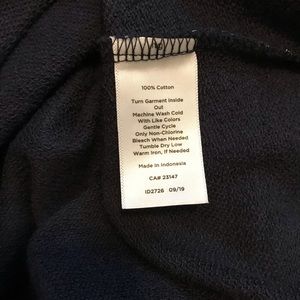 100% Cotton
Turn Garment Inside
Out
Machine Wash Cold
With Like Colors
Gentle Cycle
Only Non-Chlorine
Bleach When Needed
Tumble Dry Low
Warm Iron, If Needed
Made In Indonesia
CA# 23147
ID2726 09/19